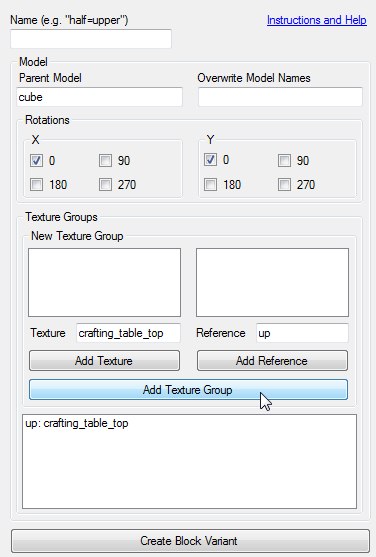 Name (e.g. "half=upper") Instructions and Help
Model
Parent Model Overwrite Model Names
cube
Rotations
X Y
0 90 0 90
180 270 180 270
Texture Groups
New Texture Group
Texture crafting_table_top Reference up
Add Texture Add Reference
Add Texture Group
up: crafting_table_top
Create Block Variant